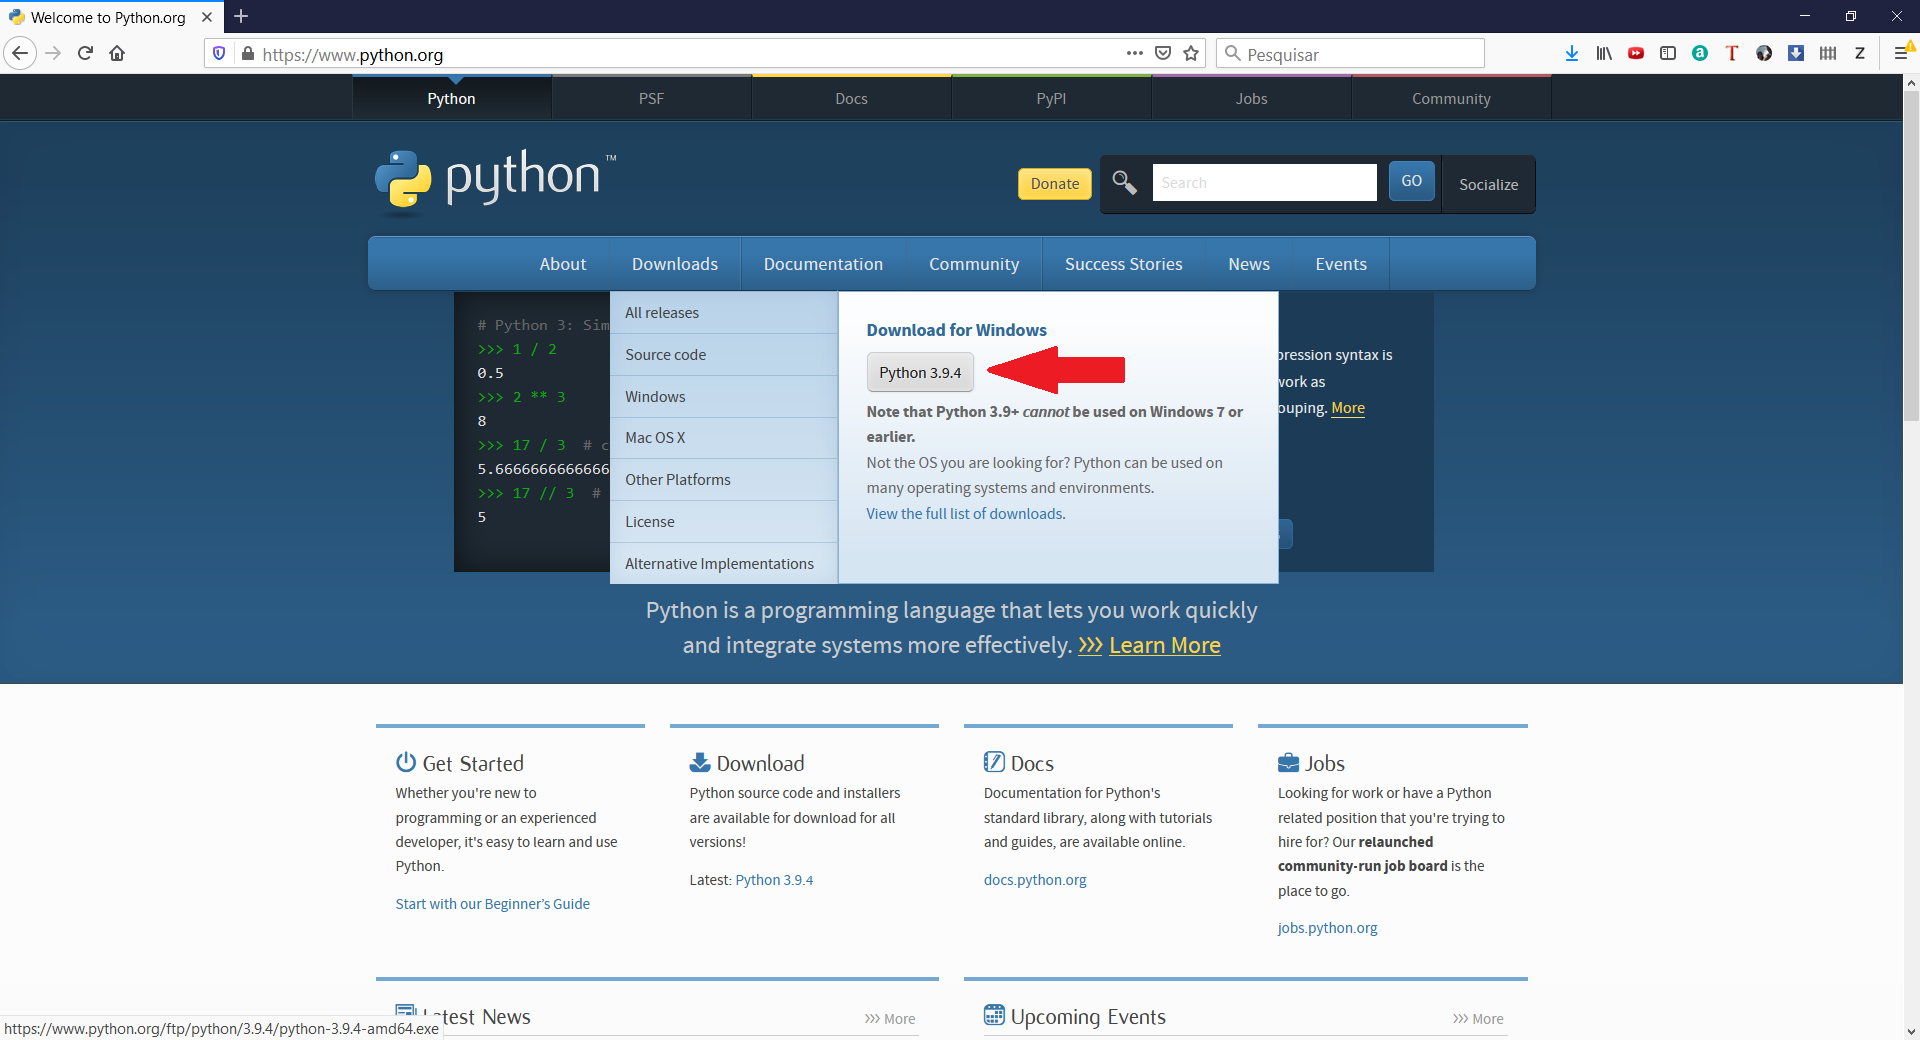 Welcome to Python.org
https://www.python.org
Pesquisar
Python
PSF
Docs
PyPI
Jobs
Community
python™
Donate
Search
GO
Socialize
About
Downloads
Documentation
Community
Success Stories
News
Events
# Python 3: Sim
>>> 1 / 2
0.5
>>> 2 ** 3
8
>>> 17 / 3 # c
5.6666666666666
>>> 17 // 3 #
5
All releases
Source code
Windows
Mac OS X
Other Platforms
License
Alternative Implementations
Download for Windows
Python 3.9.4
Note that Python 3.9+ cannot be used on Windows 7 or
earlier.
Not the OS you are looking for? Python can be used on
many operating systems and environments.
View the full list of downloads.
pression syntax is
work as
ouping. More
Python is a programming language that lets you work quickly
and integrate systems more effectively. >>> Learn More
Get Started
Whether you're new to
programming or an experienced
developer, it's easy to learn and use
Python.
Start with our Beginner’s Guide
Download
Python source code and installers
are available for download for all
versions!
Latest: Python 3.9.4
Docs
Documentation for Python's
standard library, along with tutorials
and guides, are available online.
docs.python.org
Jobs
Looking for work or have a Python
related position that you're trying to
hire for? Our relaunched
community-run job board is the
place to go.
jobs.python.org
Latest News
>>> More
Upcoming Events
>>> More
https://www.python.org/ftp/python/3.9.4/python-3.9.4-amd64.exe